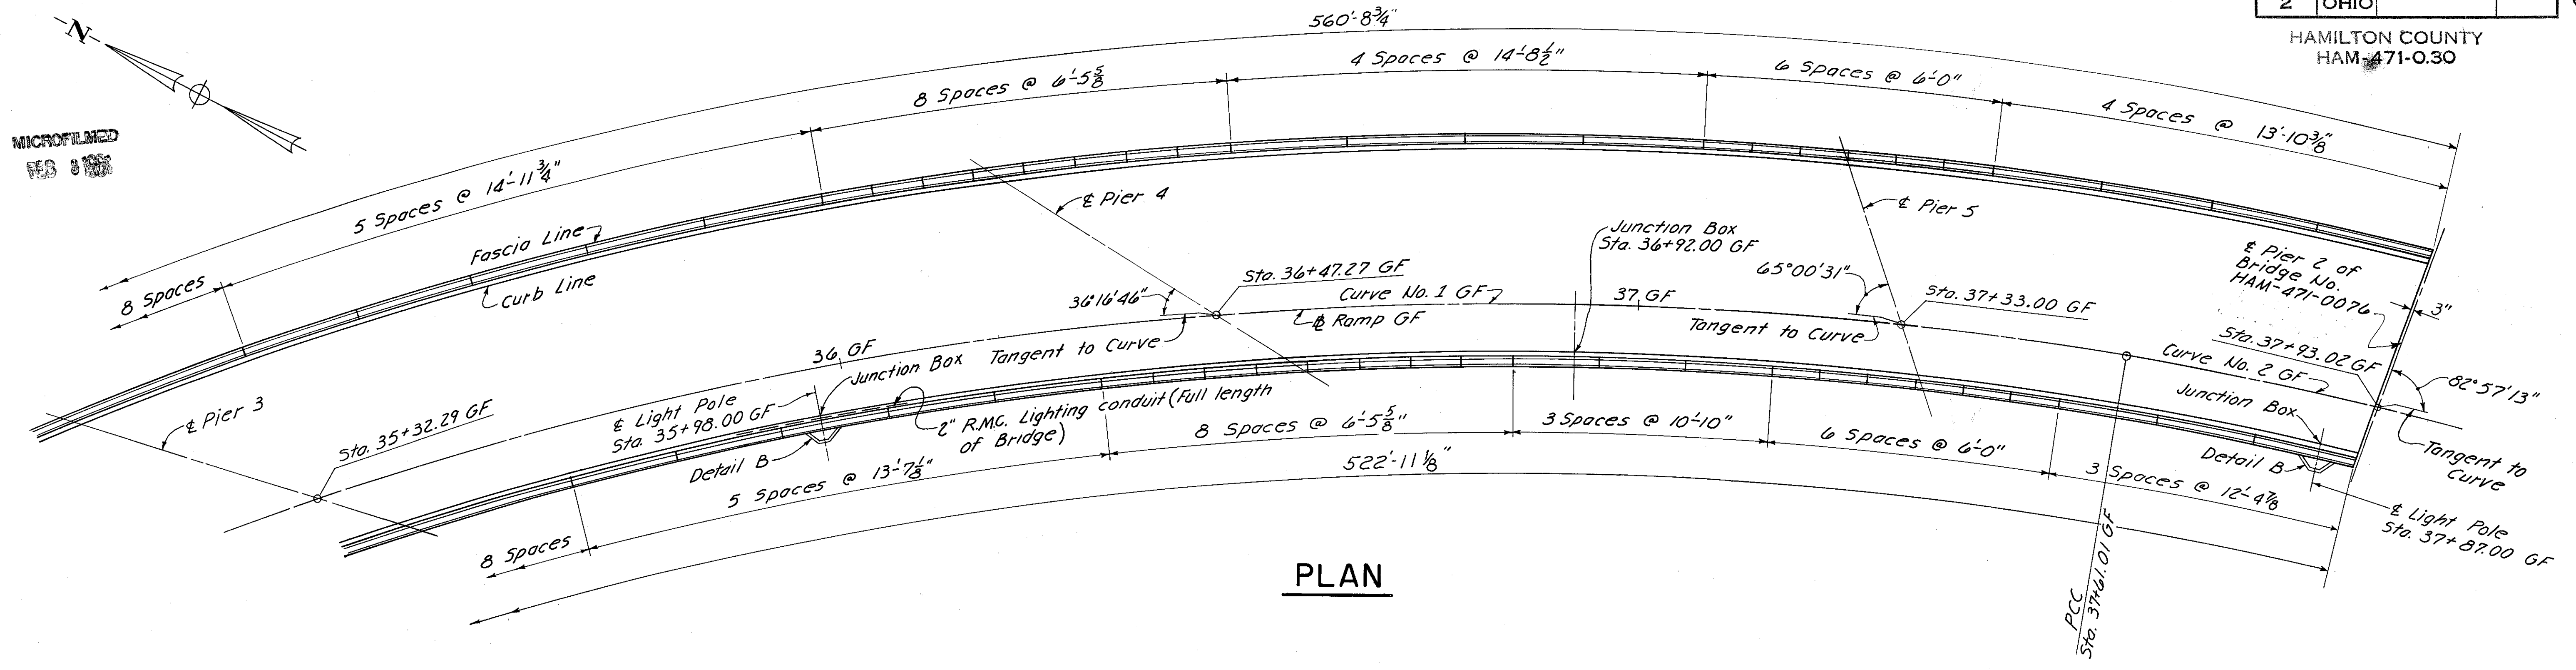 2 OHIO
HAMILTON COUNTY
HAM-471-0.30
N
MICROFILMED
FEB 8
560'-8¾"
8 Spaces
5 Spaces @ 14'-11¾"
8 Spaces @ 6'-5⅝
4 Spaces @ 14'-8½"
6 Spaces @ 6'-0"
4 Spaces @ 13'-10⅜"
Fascia Line
Curb Line
℄ Pier 3
Sta. 35+32.29 GF
℄ Pier 4
36°16'46"
Sta. 36+47.27 GF
Curve No. 1 GF
℄ Ramp GF
36 GF
37 GF
Junction Box
Sta. 36+92.00 GF
℄ Pier 5
65°00'31"
Sta. 37+33.00 GF
Tangent to Curve
Tangent to Curve
℄ Pier 2 of
Bridge No.
HAM-471-0076
3"
Sta. 37+93.02 GF
Curve No. 2 GF
82°57'13"
Junction Box
Tangent to
Curve
Junction Box
℄ Light Pole
Sta. 35+98.00 GF
2" R.M.C. Lighting conduit (Full length
of Bridge)
Detail B
Detail B
℄ Light Pole
Sta. 37+87.00 GF
8 Spaces
5 Spaces @ 13'-7⅛"
8 Spaces @ 6'-5⅝"
3 Spaces @ 10'-10"
6 Spaces @ 6'-0"
3 Spaces @ 12'-4⅞
522'-11⅛"
PCC
Sta. 37+61.01 GF
PLAN